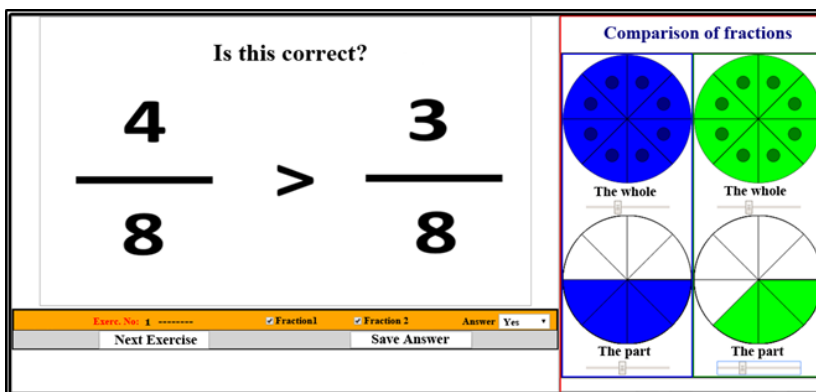 Is this correct?
4
8
>
3
8
Exerc. No: 1 --------
Fraction1
Fraction 2
Answer Yes
Next Exercise
Save Answer
Comparison of fractions
The whole
The whole
The part
The part